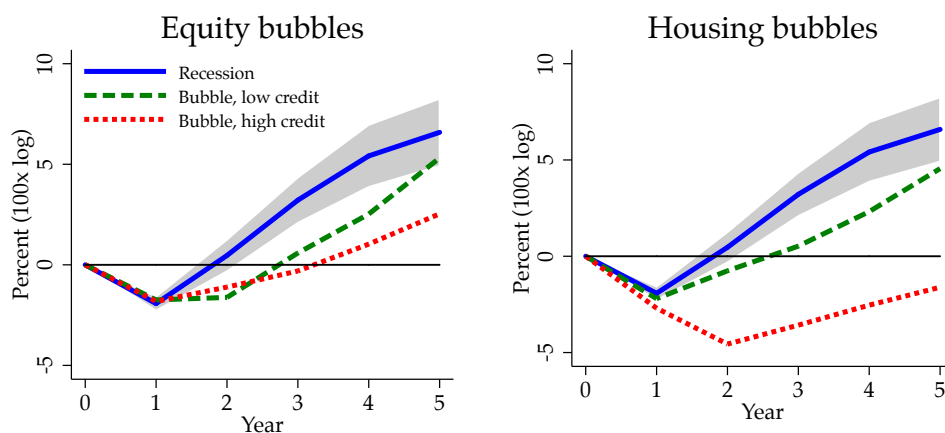 Equity bubbles
Percent (100x log)
10
5
0
-5
Recession
Bubble, low credit
Bubble, high credit
0 1 2 3 4 5
Year
Housing bubbles
Percent (100x log)
10
5
0
-5
0 1 2 3 4 5
Year